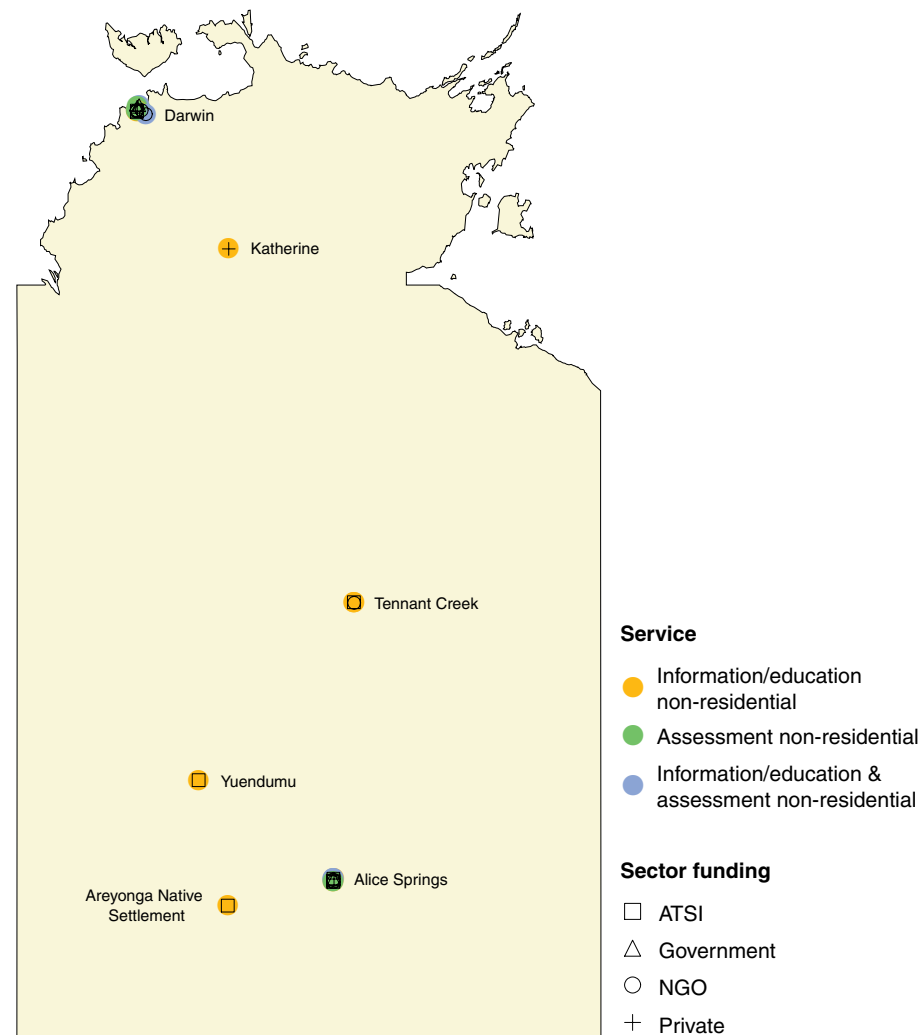 Darwin
Katherine
Tennant Creek
Yuendumu
Alice Springs
Areyonga Native
Settlement
Service
Information/education
non-residential
Assessment non-residential
Information/education &
assessment non-residential
Sector funding
ATSI
Government
NGO
Private